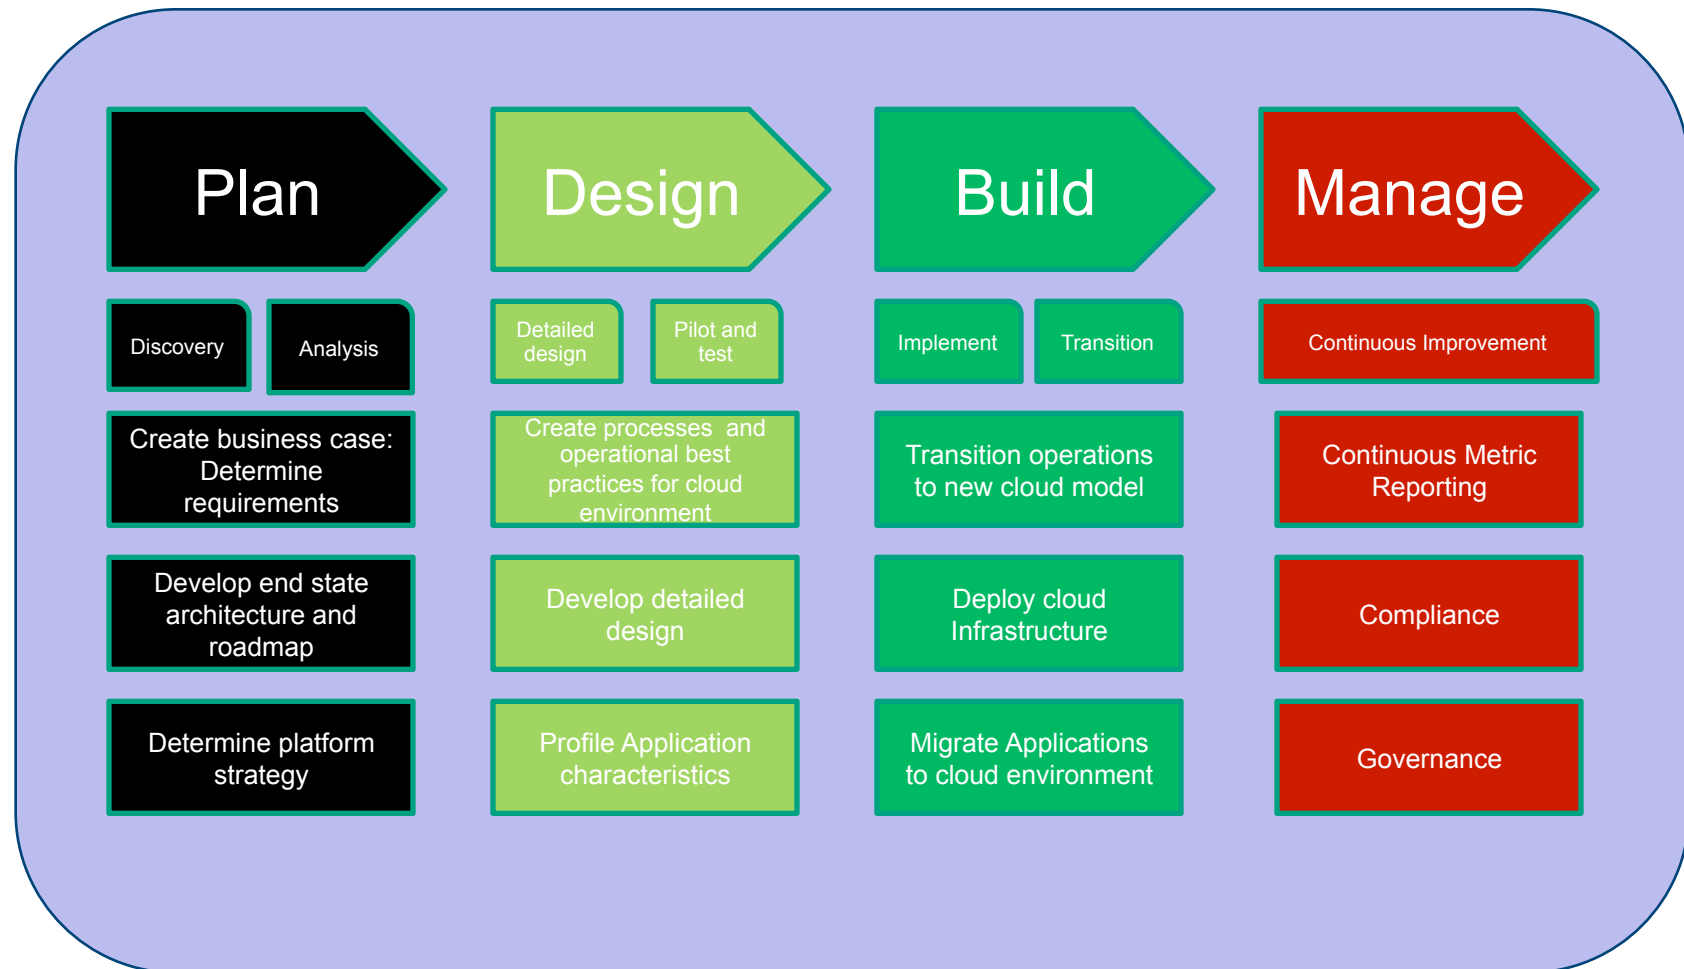 Plan
Design
Build
Manage
Discovery
Analysis
Detailed
design
Pilot and
test
Implement
Transition
Continuous Improvement
Create business case:
Determine
requirements
Create processes  and
operational best
practices for cloud
environment
Transition operations
to new cloud model
Continuous Metric
Reporting
Develop end state
architecture and
roadmap
Develop detailed
design
Deploy cloud
Infrastructure
Compliance
Determine platform
strategy
Profile Application
characteristics
Migrate Applications
to cloud environment
Governance